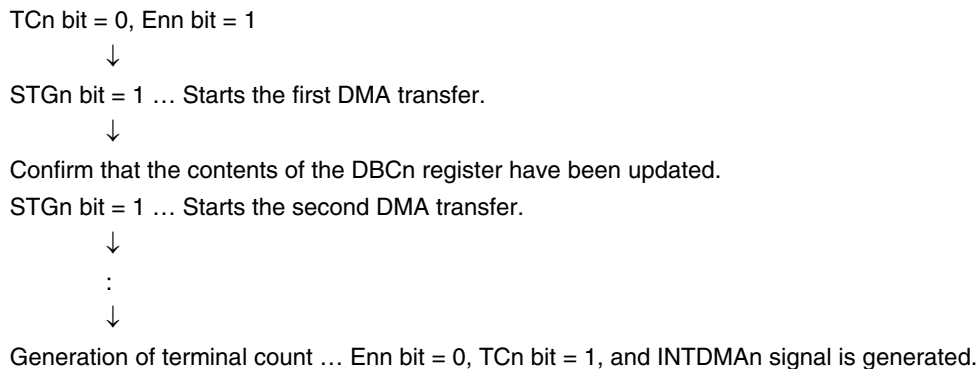 TCn bit = 0, Enn bit = 1
↓
STGn bit = 1 … Starts the first DMA transfer.
↓
Confirm that the contents of the DBCn register have been updated.
STGn bit = 1 … Starts the second DMA transfer.
↓
:
↓
Generation of terminal count … Enn bit = 0, TCn bit = 1, and INTDMAn signal is generated.